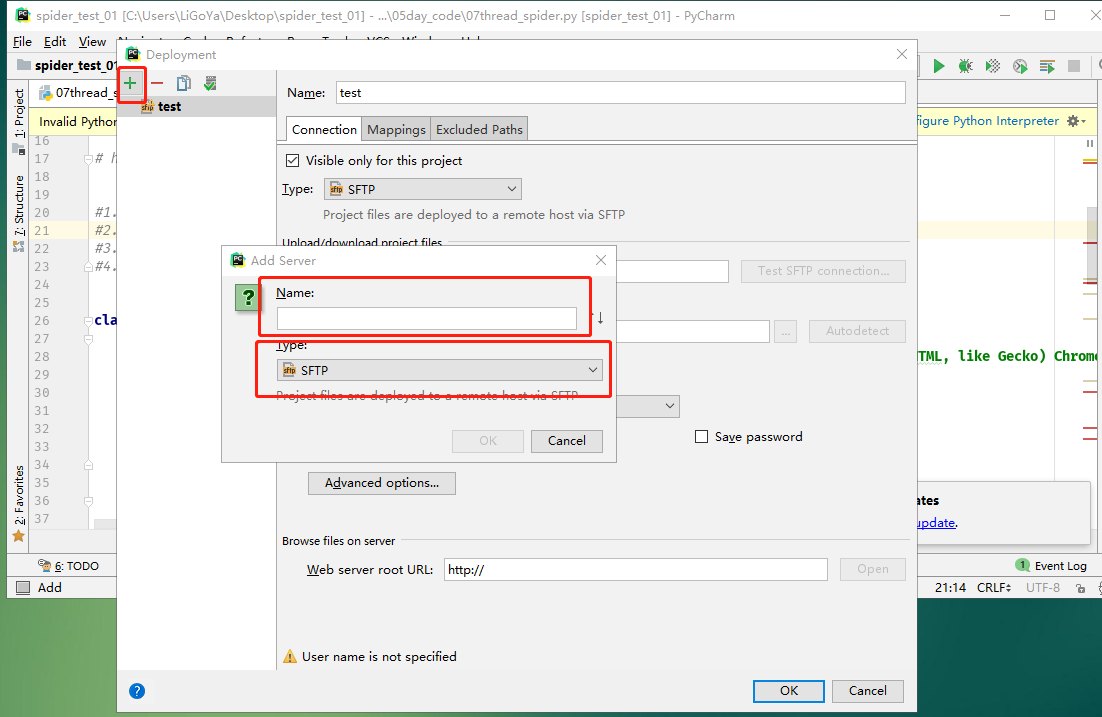 spider_test_01 [C:\Users\LiGoYa\Desktop\spider_test_01] - ...\05day_code\07thread_spider.py [spider_test_01] - PyCharm
File Edit View
Deployment
spider_test_01
07thread_s
test
Name: test
Invalid Python
figure Python Interpreter
Connection Mappings Excluded Paths
1: Project
7: Structure
2: Favorites
16
17 # h
18
19
20 #1.
21 #2.
22 #3.
23 #4.
24
25
26 cla
27
28
29
30
31
32
33
34
35
36
37
Visible only for this project
Type: sftp SFTP
Project files are deployed to a remote host via SFTP
Upload/download project files
Add Server
Test SFTP connection...
Name:
... Autodetect
Type:
sftp SFTP
TML, like Gecko) Chrome
Project files are deployed to a remote host via SFTP
Save password
OK Cancel
Advanced options...
ates
update.
Browse files on server
Web server root URL: http:// Open
6: TODO
1 Event Log
Add
21:14 CRLF UTF-8
User name is not specified
OK Cancel